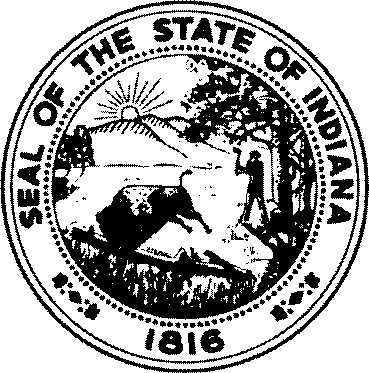 SEAL OF THE STATE OF INDIANA
1816